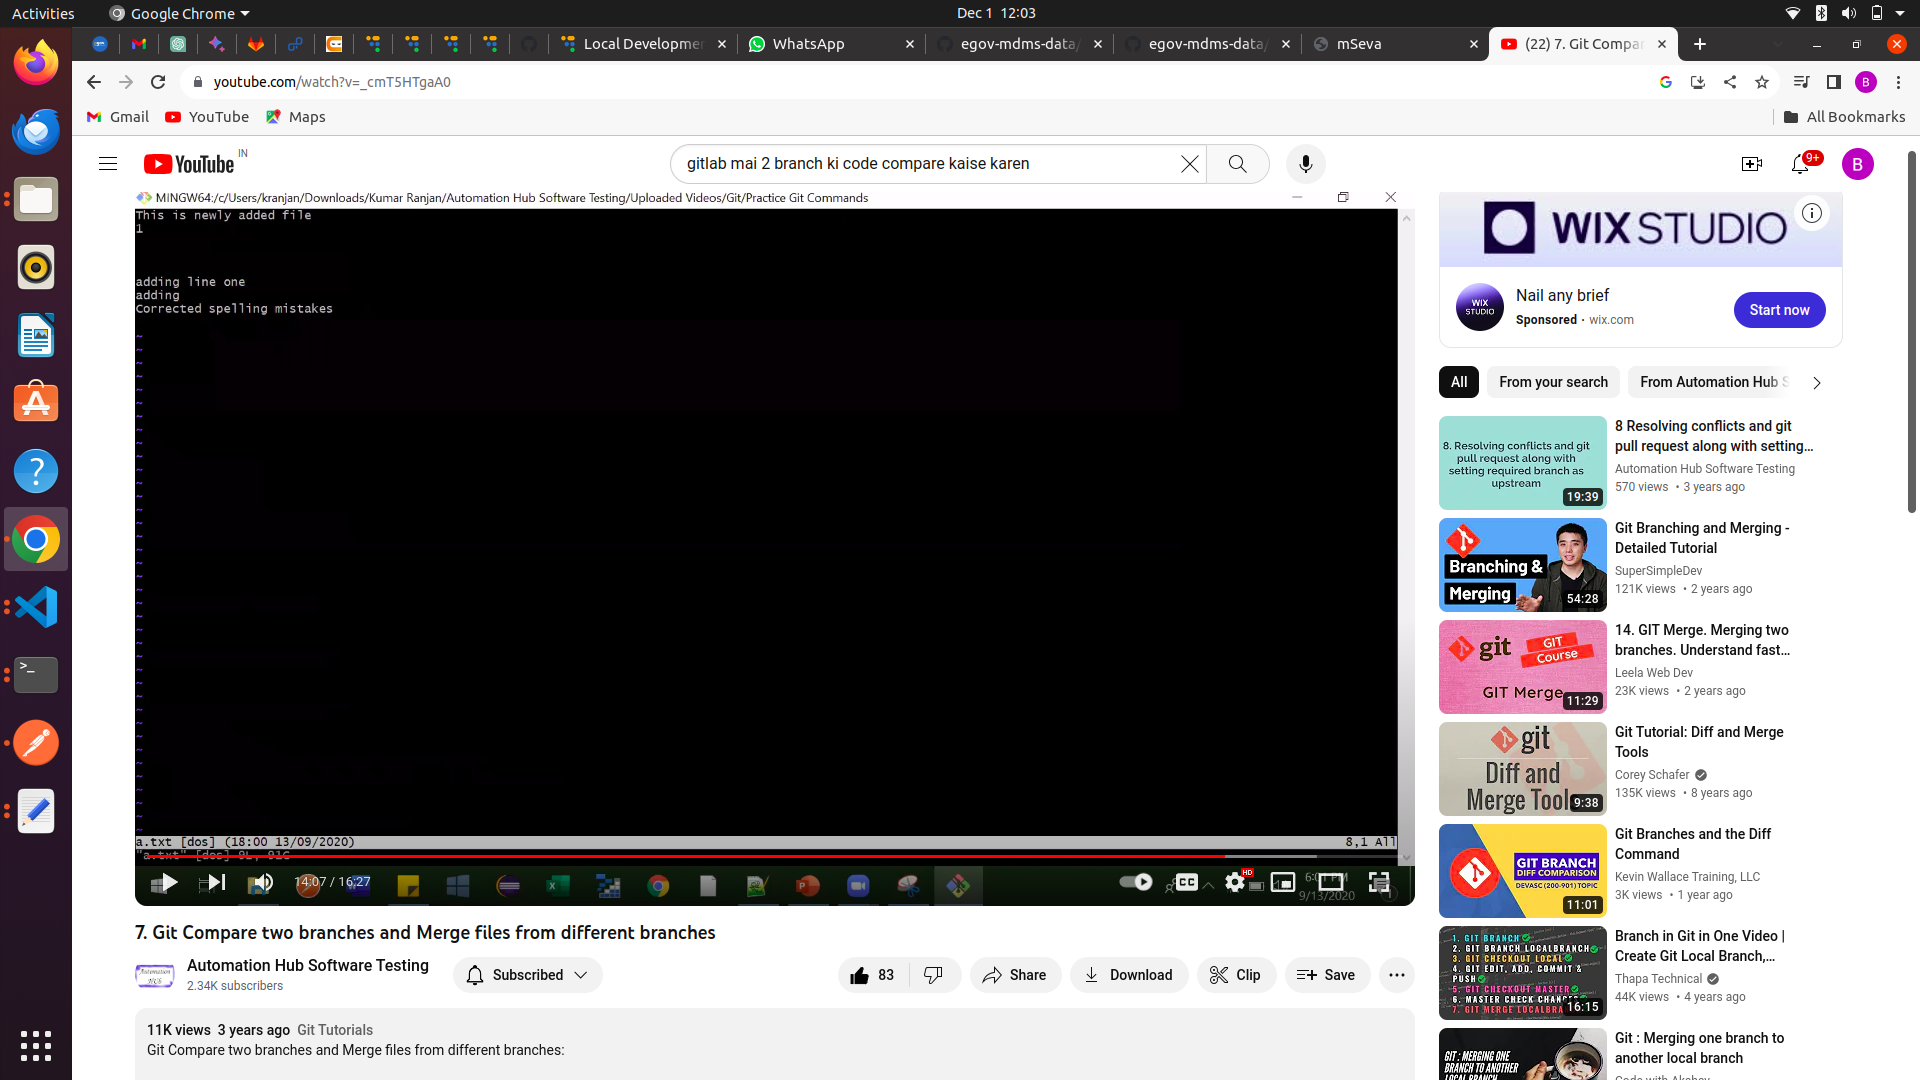 Activities
Google Chrome
Dec 1 12:03
Local Developmer
WhatsApp
egov-mdms-data/
egov-mdms-data/
mSeva
(22) 7. Git Compar
youtube.com/watch?v=_cmT5HTgaA0
B
Gmail
YouTube
Maps
All Bookmarks
YouTube
IN
gitlab mai 2 branch ki code compare kaise karen
9+
B
MINGW64:/c/Users/kranjan/Downloads/Kumar Ranjan/Automation Hub Software Testing/Uploaded Videos/Git/Practice Git Commands
This is newly added file
1
adding line one
adding
Corrected spelling mistakes
a.txt [dos] (18:00 13/09/2020)
8,1 All
"a.txt" [dos] 8L, 91C
14:07 / 16:27
CC
HD
6:01 PM
9/13/2020
7. Git Compare two branches and Merge files from different branches
Automation Hub Software Testing
2.34K subscribers
Subscribed
83
Share
Download
Clip
Save
11K views 3 years ago Git Tutorials
Git Compare two branches and Merge files from different branches:
WIX STUDIO
WIX
STUDIO
Nail any brief
Sponsored · wix.com
Start now
All
From your search
From Automation Hub S
8. Resolving conflicts and git
pull request along with
setting required branch as
upstream
19:39
8 Resolving conflicts and git
pull request along with setting...
Automation Hub Software Testing
570 views • 3 years ago
Branching &
Merging
54:28
Git Branching and Merging -
Detailed Tutorial
SuperSimpleDev
121K views • 2 years ago
git
GIT
Course
GIT Merge
11:29
14. GIT Merge. Merging two
branches. Understand fast...
Leela Web Dev
23K views • 2 years ago
git
Diff and
Merge Tool
9:38
Git Tutorial: Diff and Merge
Tools
Corey Schafer
135K views • 8 years ago
GIT BRANCH
DIFF COMPARISON
DEVASC (200-901) TOPIC
11:01
Git Branches and the Diff
Command
Kevin Wallace Training, LLC
3K views • 1 year ago
1. GIT BRANCH
2. GIT BRANCH LOCALBRANCH
3. GIT CHECKOUT LOCAL
4. GIT EDIT, ADD, COMMIT &
PUSH
5. GIT CHECKOUT MASTER
6. MASTER CHECK CHANGES
7. GIT MERGE LOCALBRA
16:15
Branch in Git in One Video |
Create Git Local Branch,...
Thapa Technical
44K views • 4 years ago
GIT : MERGING ONE
BRANCH TO ANOTHER
LOCAL BRANCH
Git : Merging one branch to
another local branch